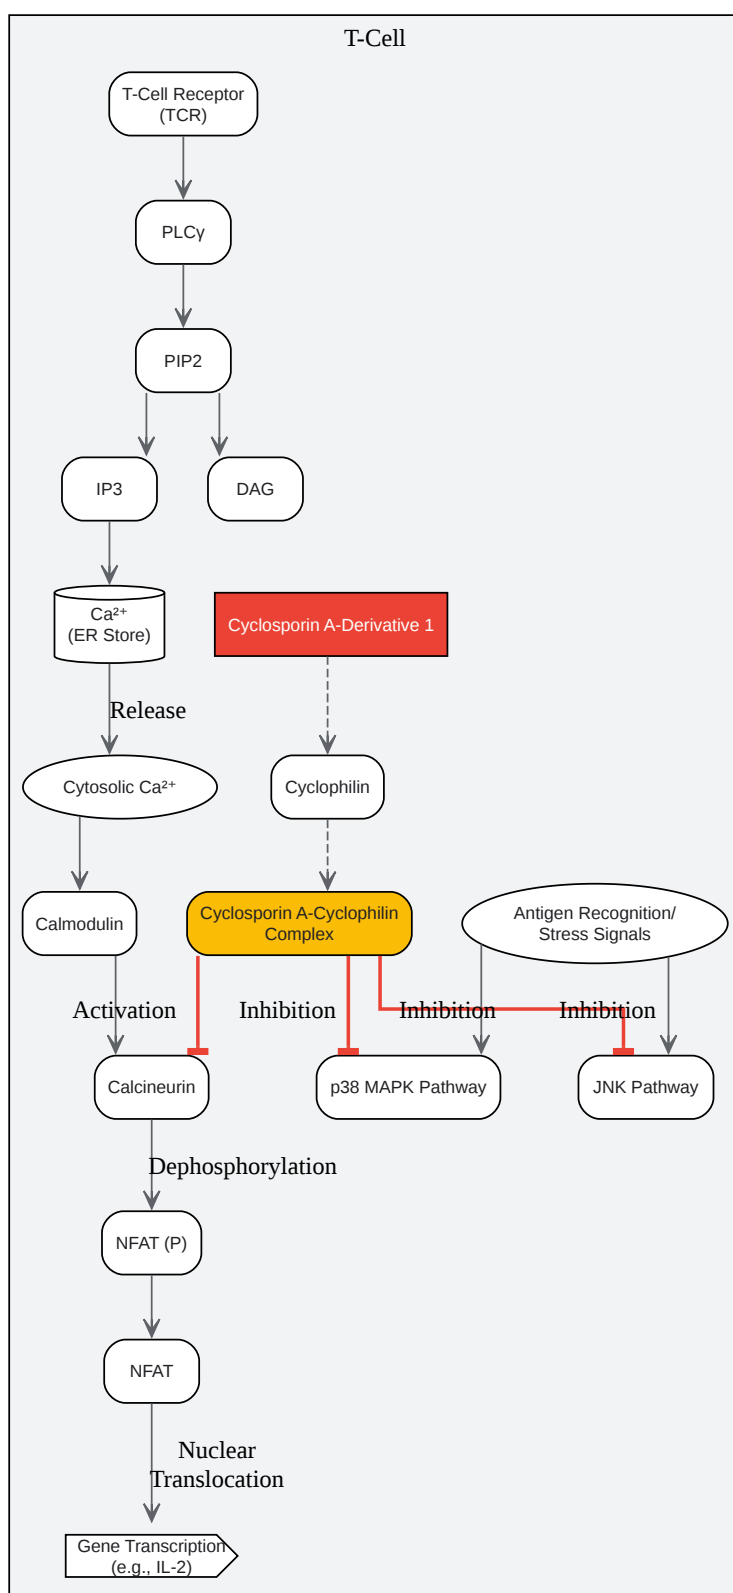 T-Cell
T-Cell Receptor
(TCR)
PLCγ
PIP2
IP3
DAG
Ca²⁺
(ER Store)
Cyclosporin A-Derivative 1
Release
Cytosolic Ca²⁺
Cyclophilin
Calmodulin
Cyclosporin A-Cyclophilin
Complex
Antigen Recognition/
Stress Signals
Activation
Inhibition
Inhibition
Inhibition
Calcineurin
p38 MAPK Pathway
JNK Pathway
Dephosphorylation
NFAT (P)
NFAT
Nuclear
Translocation
Gene Transcription
(e.g., IL-2)